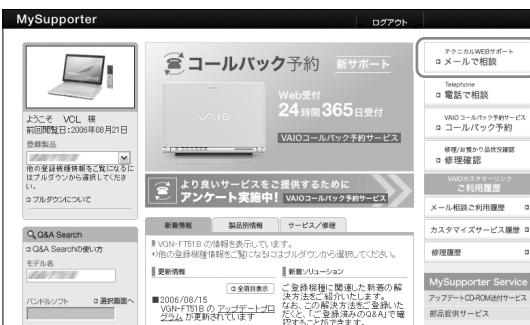 MySupporter
ログアウト
ようこそ VCL 様
前回閲覧日:2006年08月21日
登録製品
他の登録機種情報をご覧になるに
はプルダウンから選択してくださ
い。
プルダウンについて
Q&A Search
Q&A Searchの使い方
モデル名
バンドルソフト
選択画面へ
コールバック予約 新サポート
Web受付
24時間365日受付
VAIOコールバック予約サービス
VAIO
より良いサービスをご提供するために
アンケート実施中! VAIOコールバック予約サービス
新着情報
製品別情報
サービス/修理
VGN-FT51B の情報を表示しています。
*)他の登録機種情報をご覧になるにはプルダウンから選択してください。
更新情報
全項目表示
■2006/08/15
VGN-FT51B の アップデートプロ
グラム が更新されています
新着ソリューション
ご登録機種に関連した新着の解
決方法をご紹介いたします。
なお、この解決方法をご登録いた
だくと、「ご登録済みのQ&A」で確
認することができます。
テクニカルWEBサポート
メールで相談
Telephone
電話で相談
VAIO コールバック予約サービス
コールバック予約
修理/お預かり品状況確認
修理確認
VAIOカスタマーリンク
ご利用履歴
メール相談ご利用履歴
カスタマイズサービス履歴
修理履歴
MySupporter Service
アップデートCD-ROM送付サービス
部品提供サービス